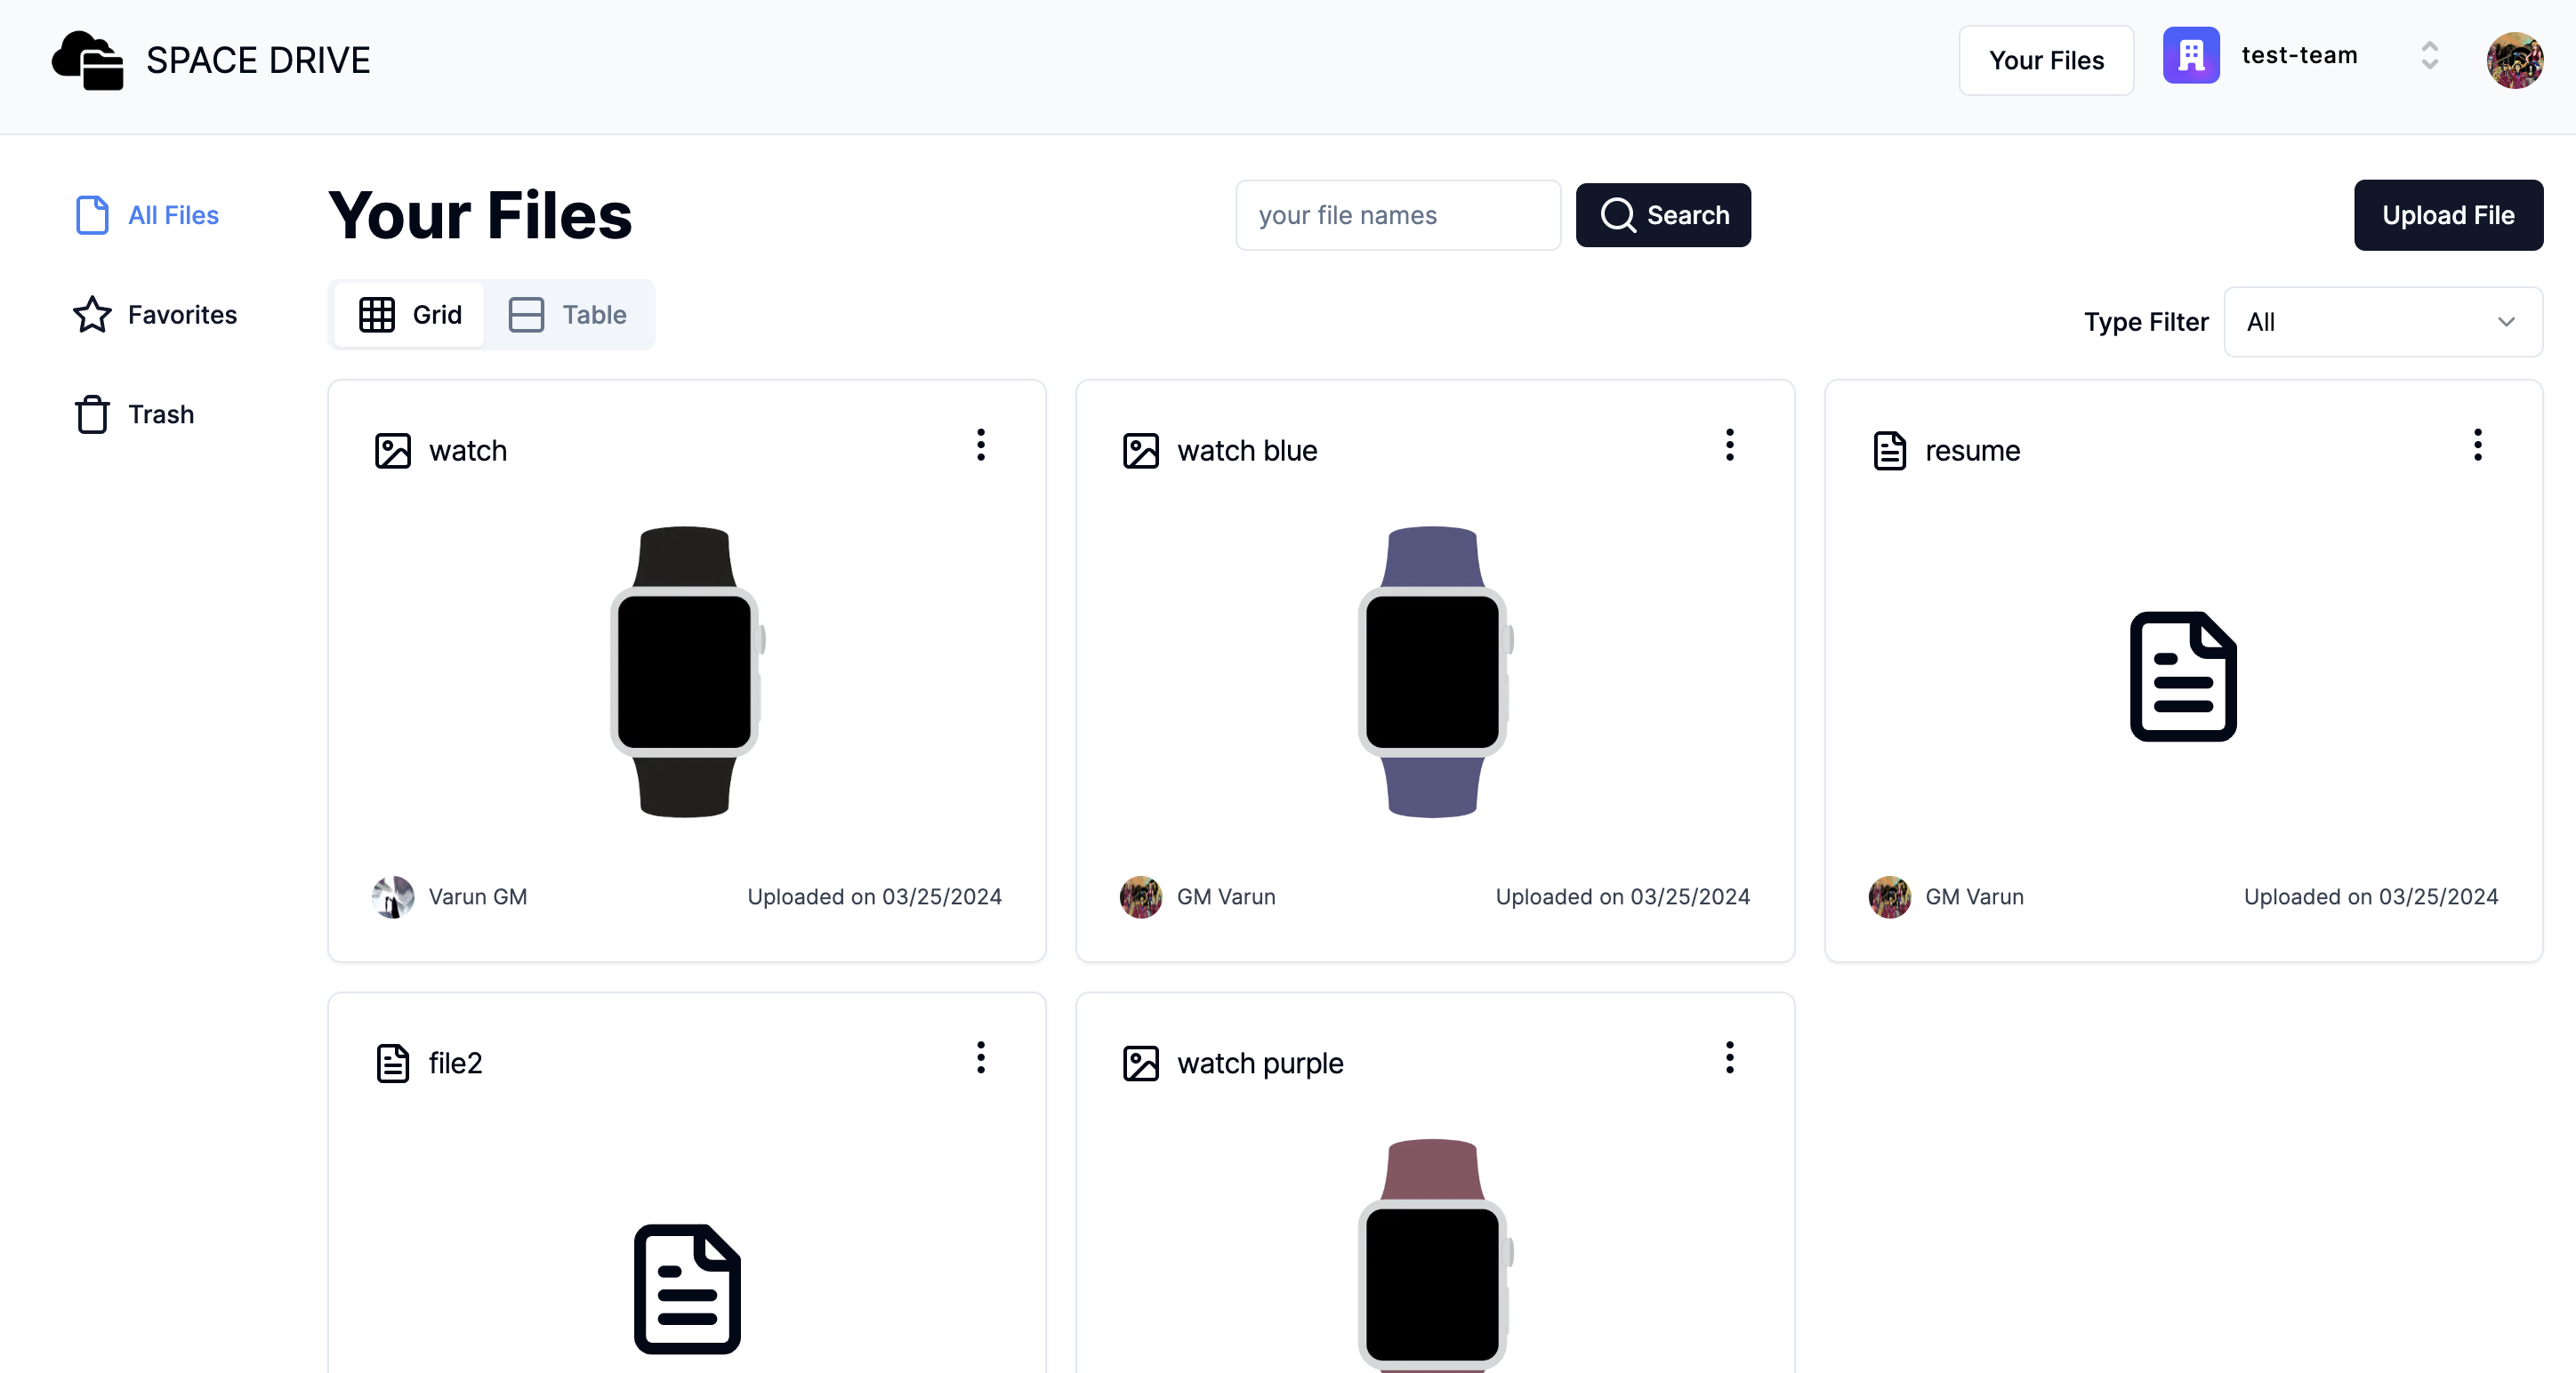 SPACE DRIVE
Your Files
test-team
All Files
Favorites
Trash
Your Files
your file names
Search
Upload File
Grid
Table
Type Filter
All
watch
Varun GM
Uploaded on 03/25/2024
watch blue
GM Varun
Uploaded on 03/25/2024
resume
GM Varun
Uploaded on 03/25/2024
file2
watch purple